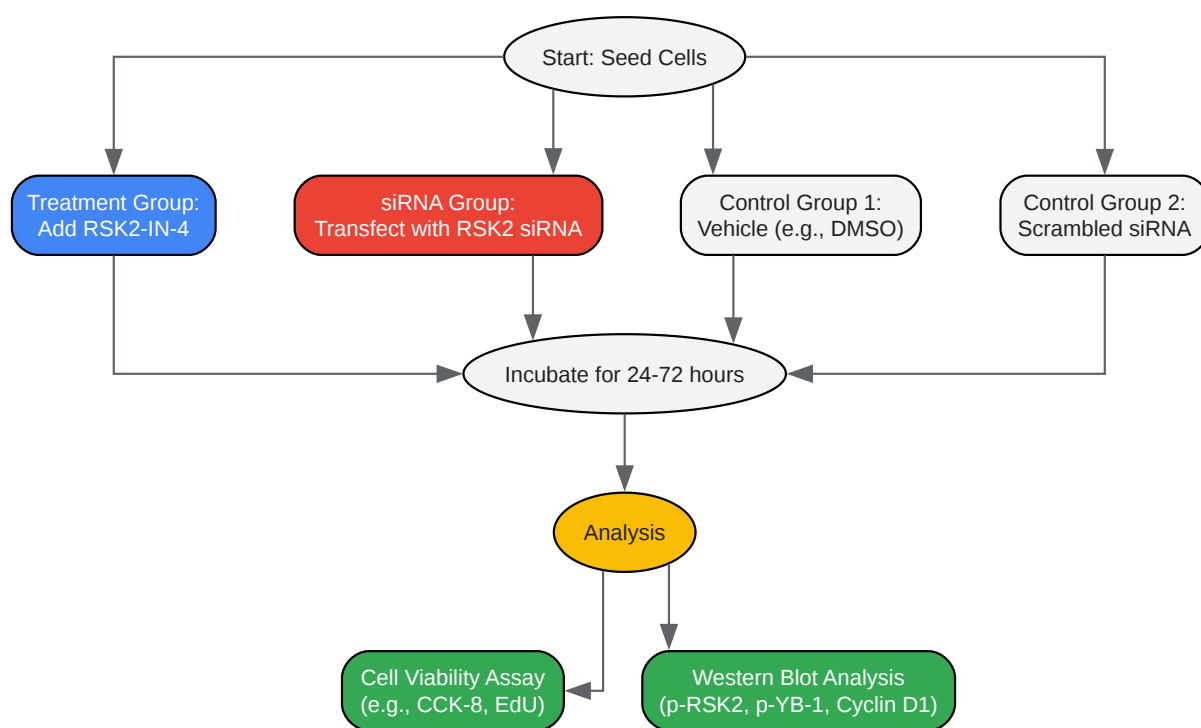 Start: Seed Cells
Treatment Group:
Add RSK2-IN-4
siRNA Group:
Transfect with RSK2 siRNA
Control Group 1:
Vehicle (e.g., DMSO)
Control Group 2:
Scrambled siRNA
Incubate for 24-72 hours
Analysis
Cell Viability Assay
(e.g., CCK-8, EdU)
Western Blot Analysis
(p-RSK2, p-YB-1, Cyclin D1)